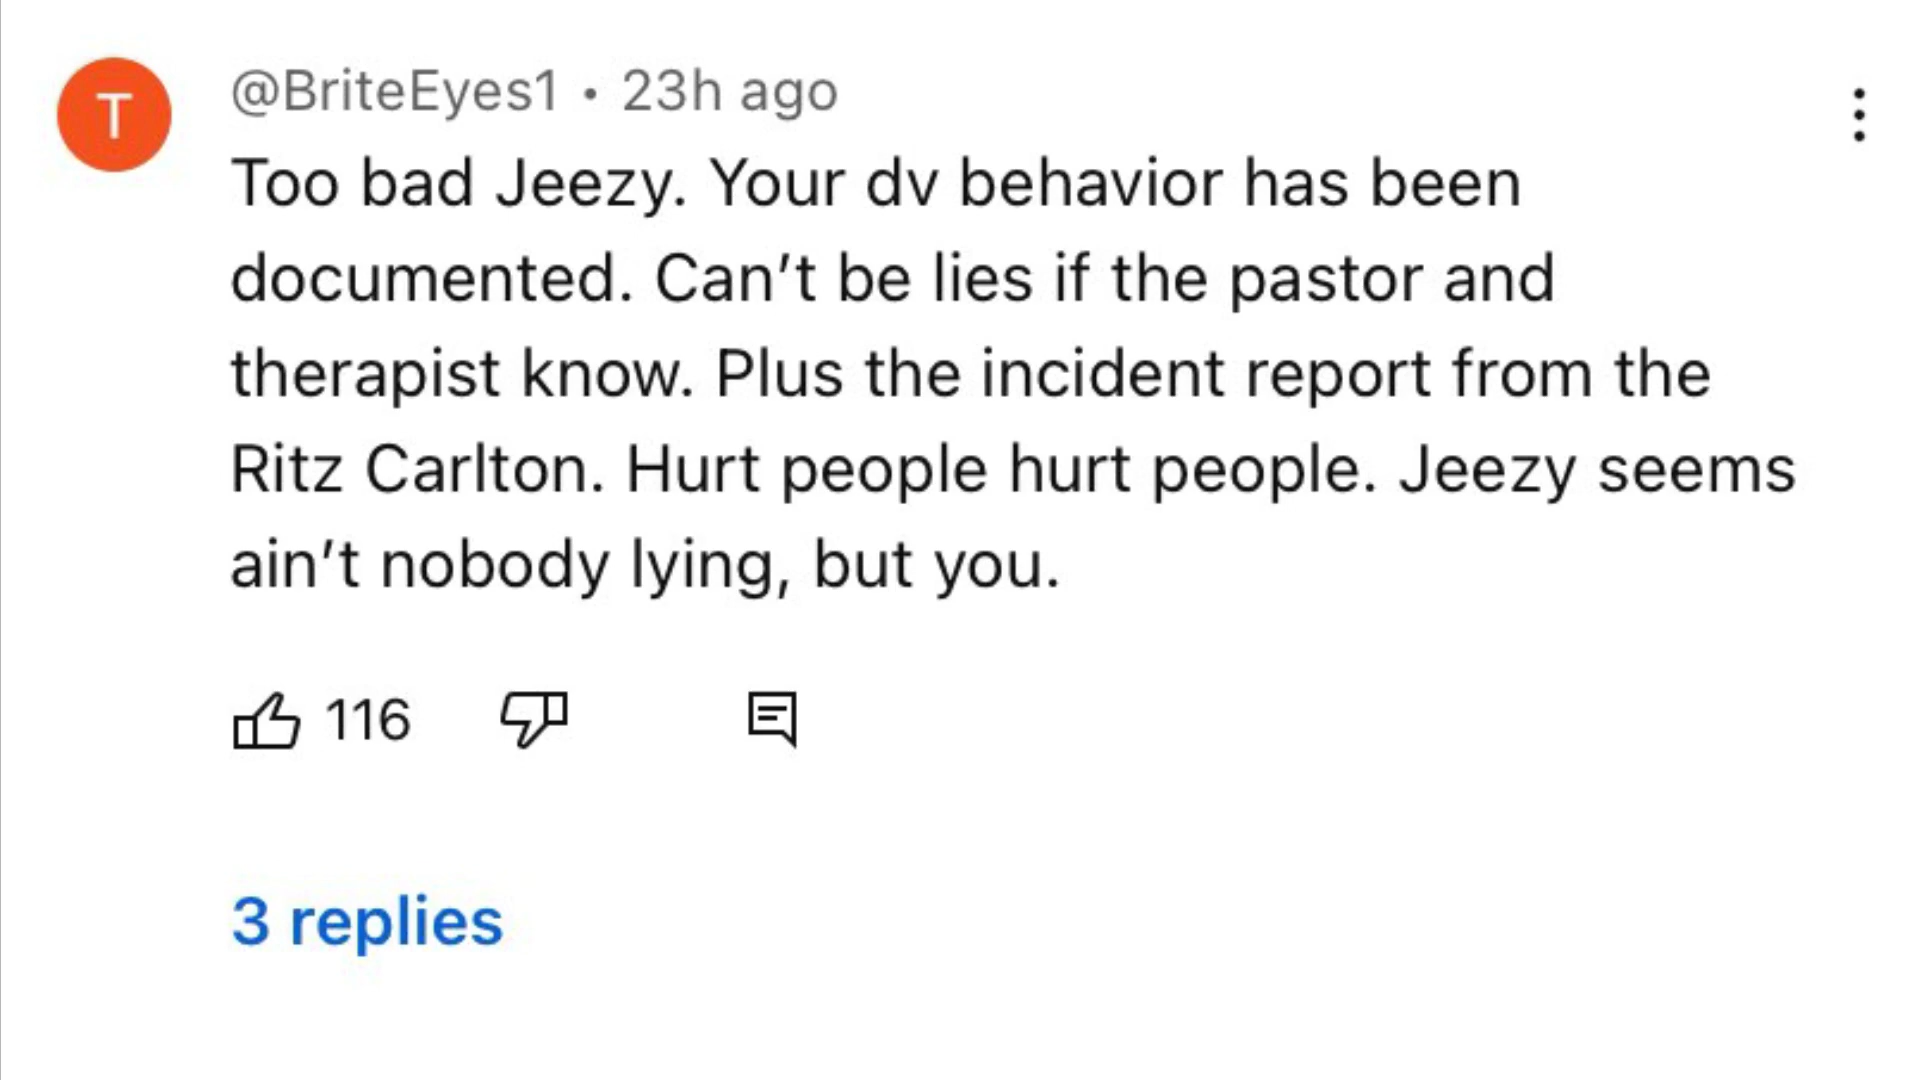 T
@BriteEyes1 • 23h ago
Too bad Jeezy. Your dv behavior has been
documented. Can’t be lies if the pastor and
therapist know. Plus the incident report from the
Ritz Carlton. Hurt people hurt people. Jeezy seems
ain’t nobody lying, but you.
116
3 replies